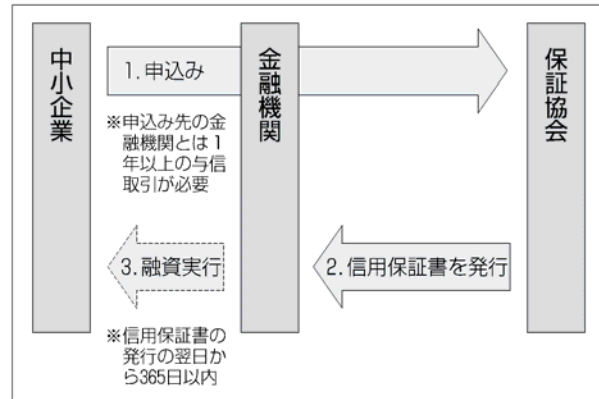 中小企業
金融機関
保証協会
1.申込み
※申込み先の金
融機関とは1
年以上の与信
取引が必要
2.信用保証書を発行
3.融資実行
※信用保証書の
発行の翌日か
ら365日以内